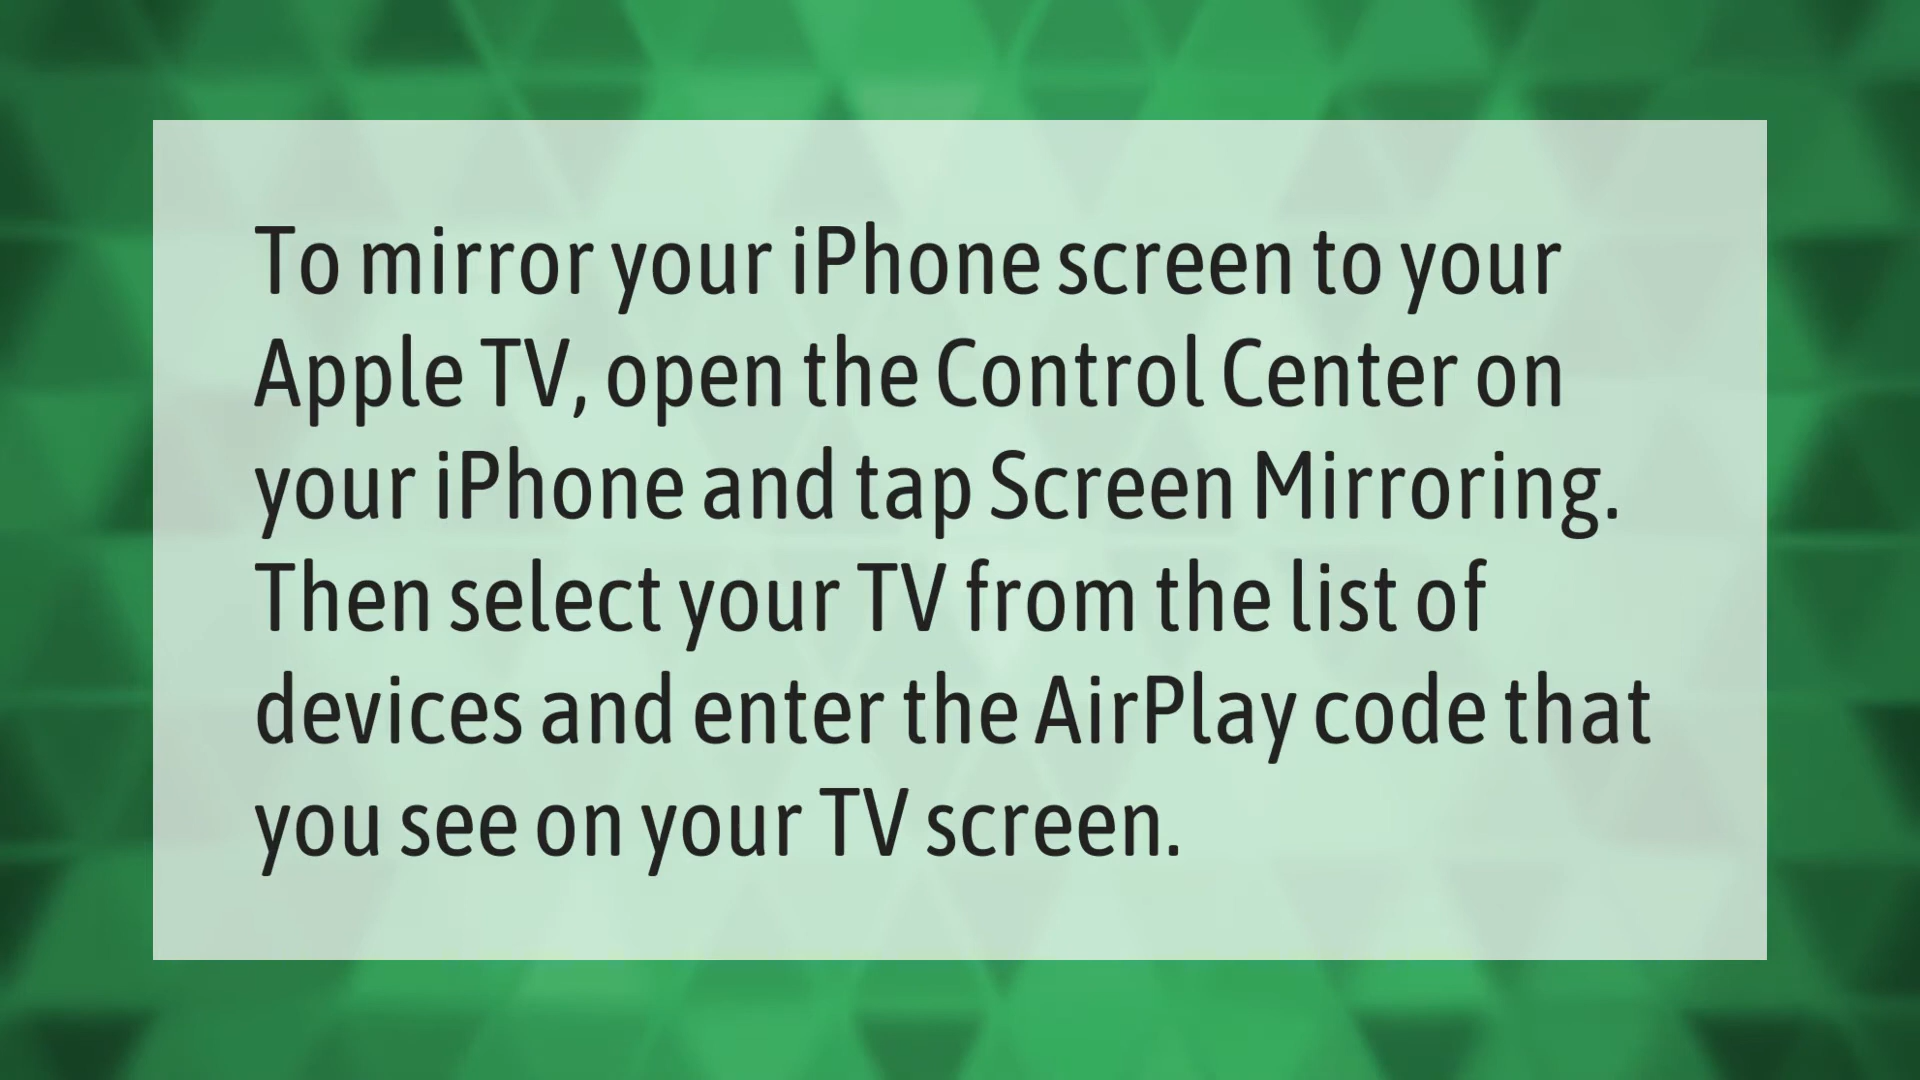 To mirror your iPhone screen to your
Apple TV, open the Control Center on
your iPhone and tap Screen Mirroring.
Then select your TV from the list of
devices and enter the AirPlay code that
you see on your TV screen.